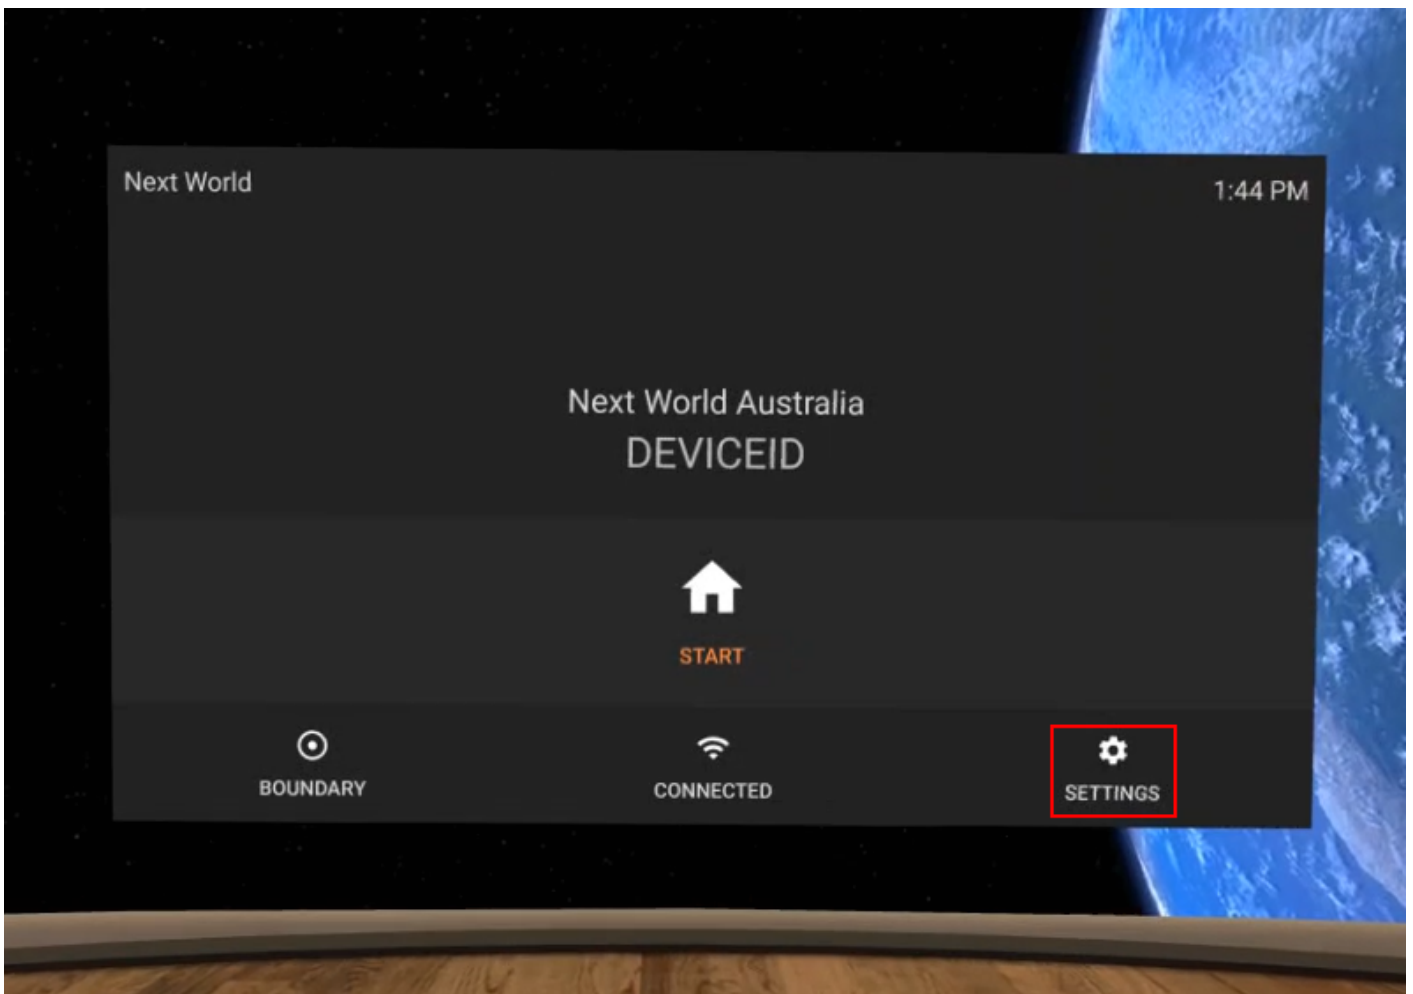 Next World
1:44 PM
Next World Australia
DEVICEID
START
BOUNDARY
CONNECTED
SETTINGS